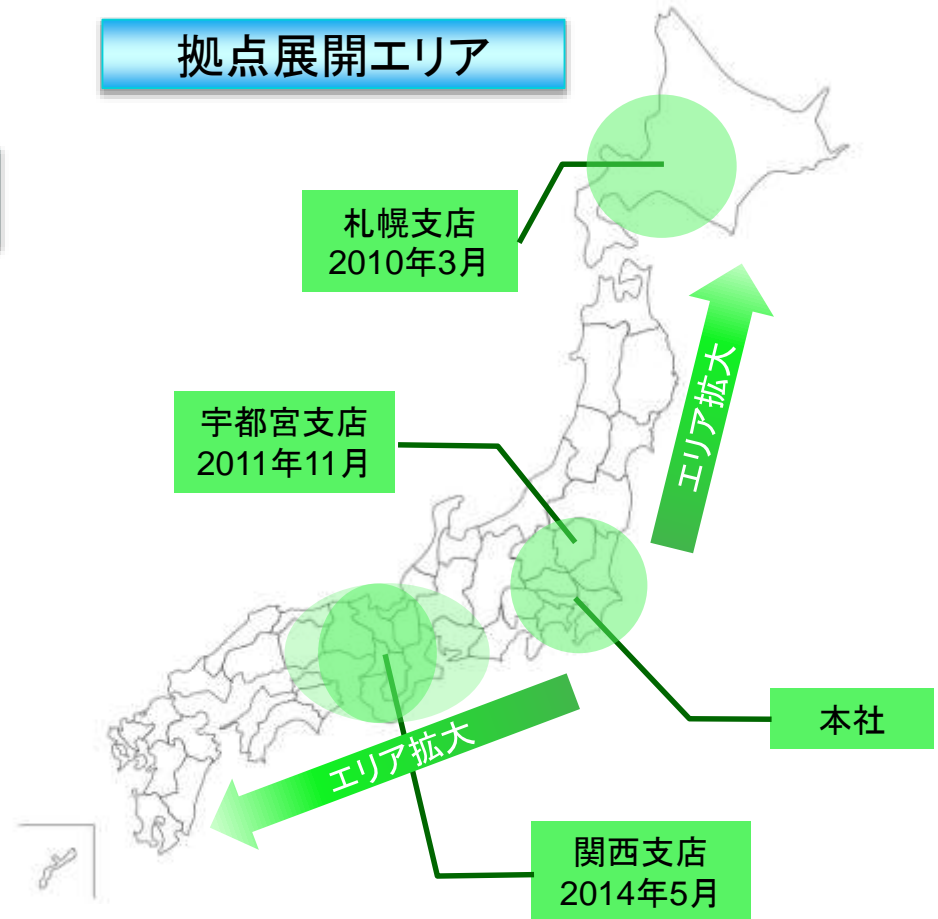 拠点展開エリア
札幌支店
2010年3月
エリア拡大
宇都宮支店
2011年11月
本社
エリア拡大
関西支店
2014年5月